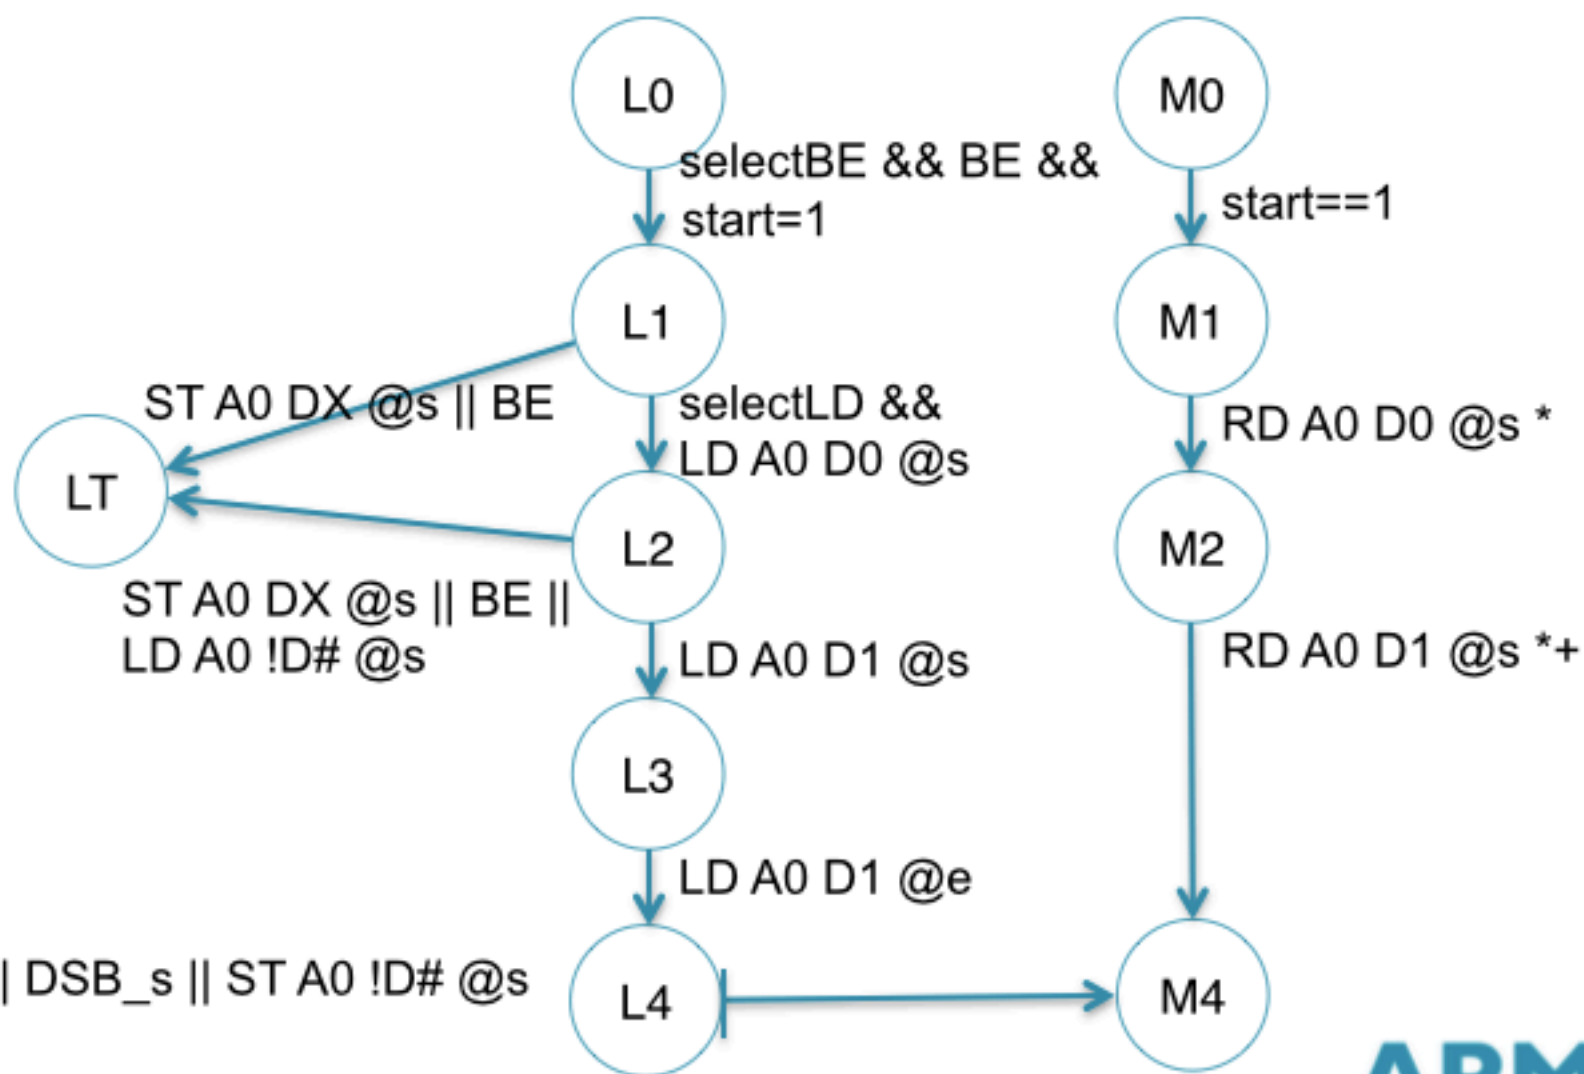 L0
M0
selectBE && BE &&
start=1
start==1
L1
M1
ST A0 DX @s || BE
selectLD &&
LD A0 D0 @s
RD A0 D0 @s *
LT
L2
M2
ST A0 DX @s || BE ||
LD A0 !D# @s
LD A0 D1 @s
RD A0 D1 @s *+
L3
LD A0 D1 @e
| DSB_s || ST A0 !D# @s
L4
M4
ARM